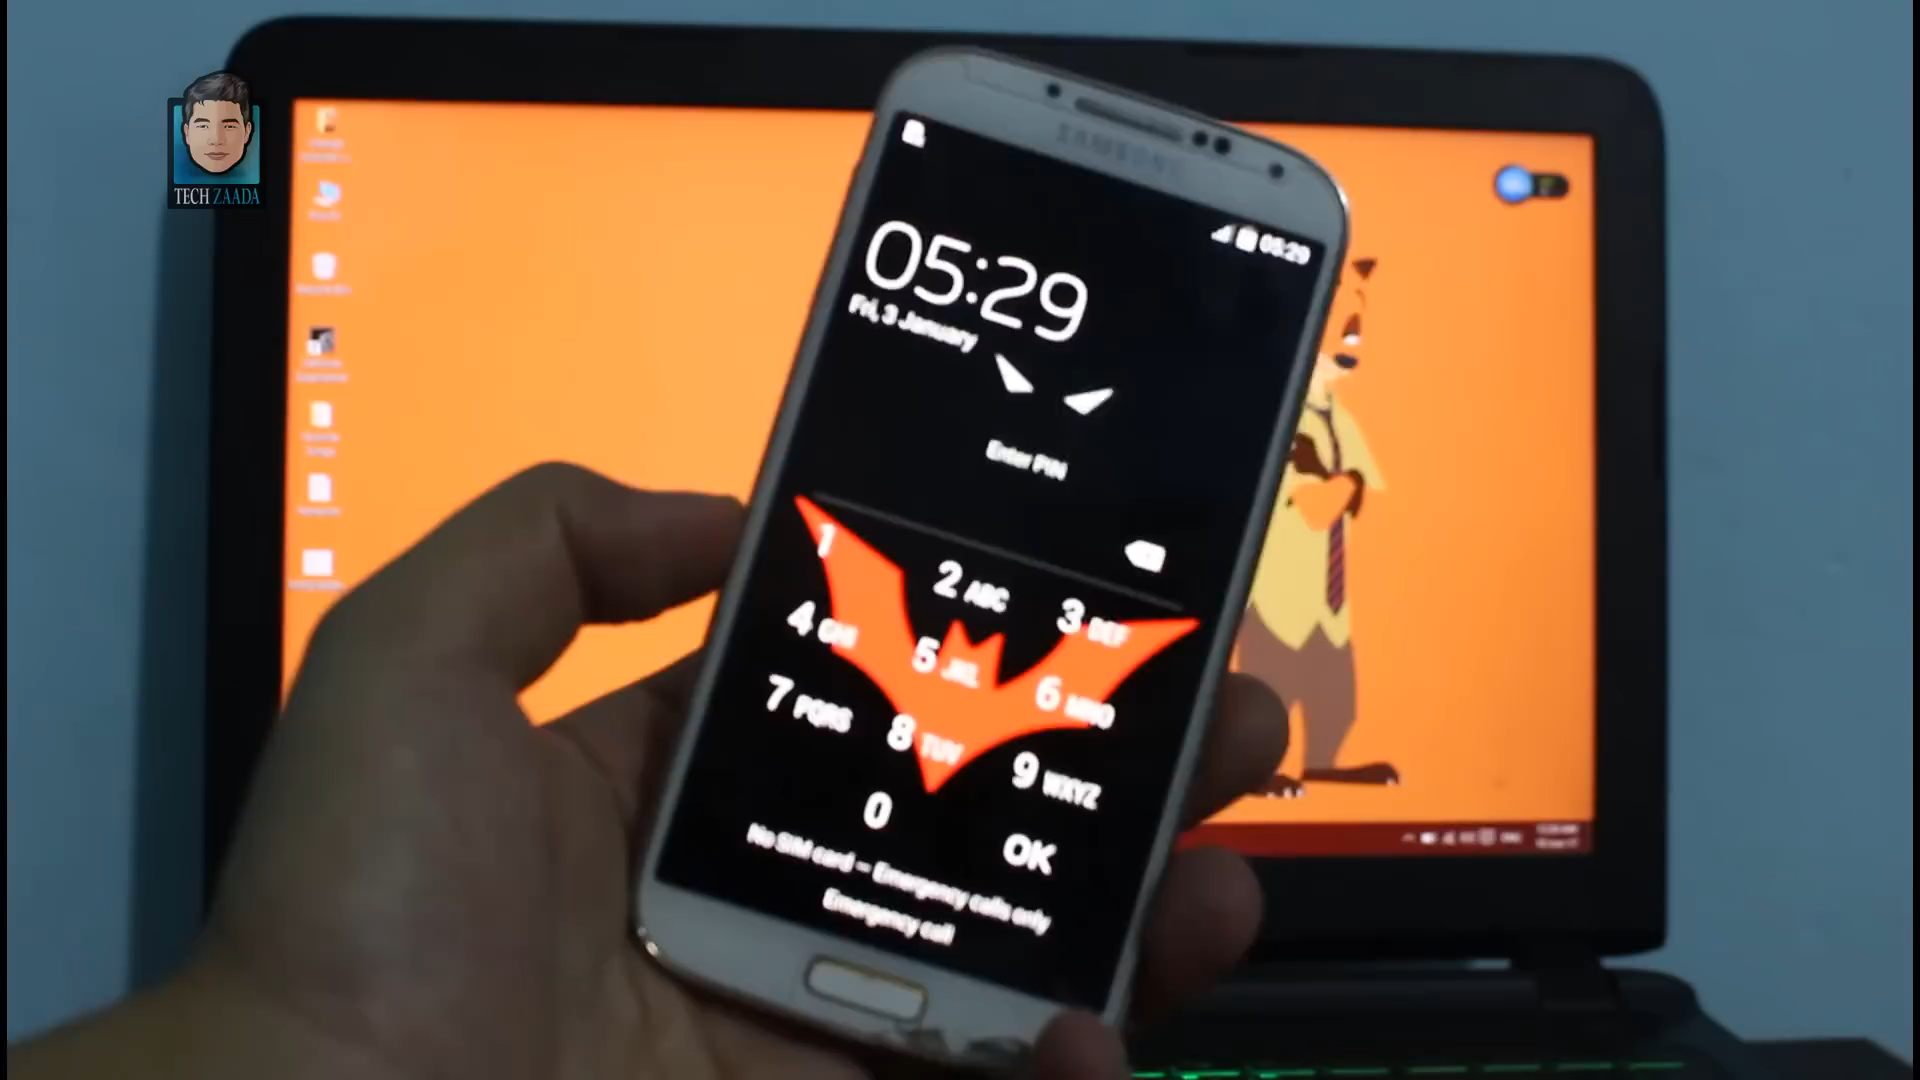 TECH ZAADA
SAMSUNG
05:29
05:29
Fri, 3 January
Enter PIN
1
2 ABC
3 DEF
4 GHI
5 JKL
6 MNO
7 PQRS
8 TUV
9 WXYZ
0
OK
No SIM card – Emergency calls only
Emergency call